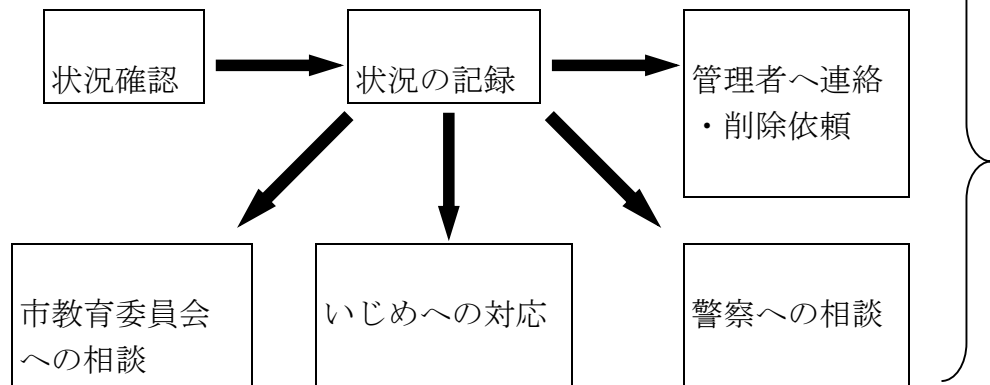 状況確認
状況の記録
管理者へ連絡
・削除依頼
市教育委員会
への相談
いじめへの対応
警察への相談